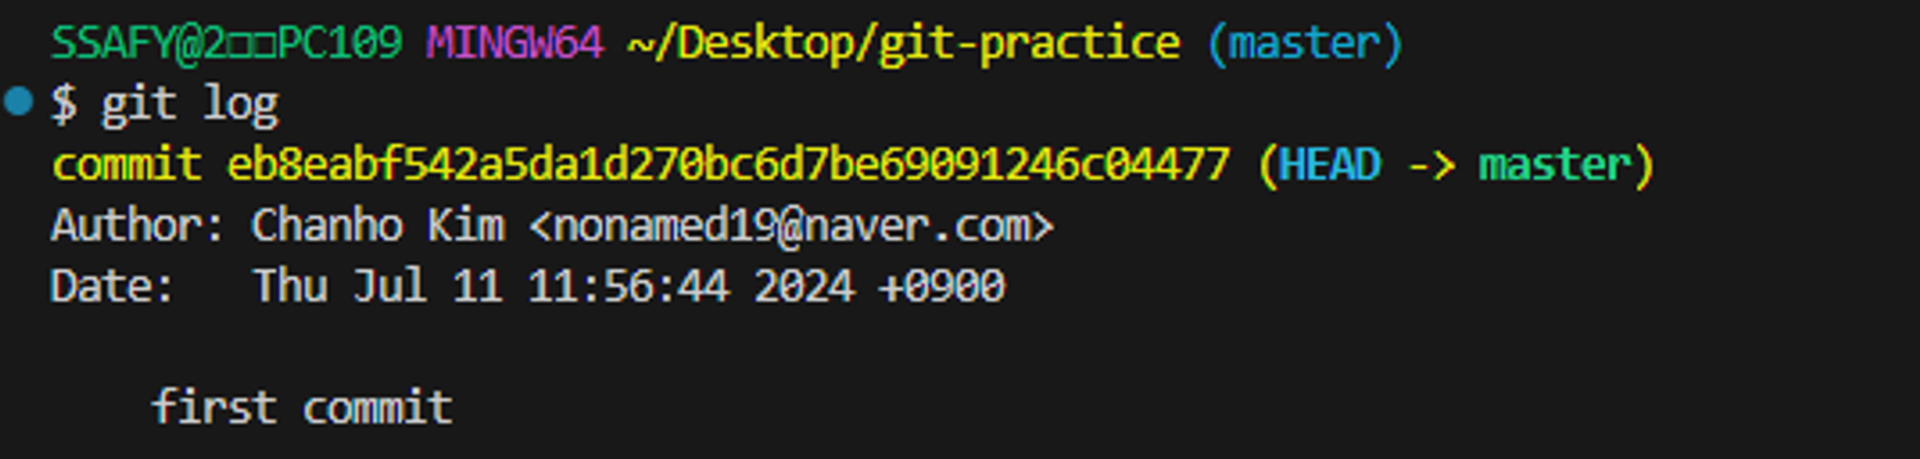 SSAFY@2□□PC109 MINGW64 ~/Desktop/git-practice (master)
$ git log
commit eb8eabf542a5da1d270bc6d7be69091246c04477 (HEAD -> master)
Author: Chanho Kim <nonamed19@naver.com>
Date:   Thu Jul 11 11:56:44 2024 +0900
first commit